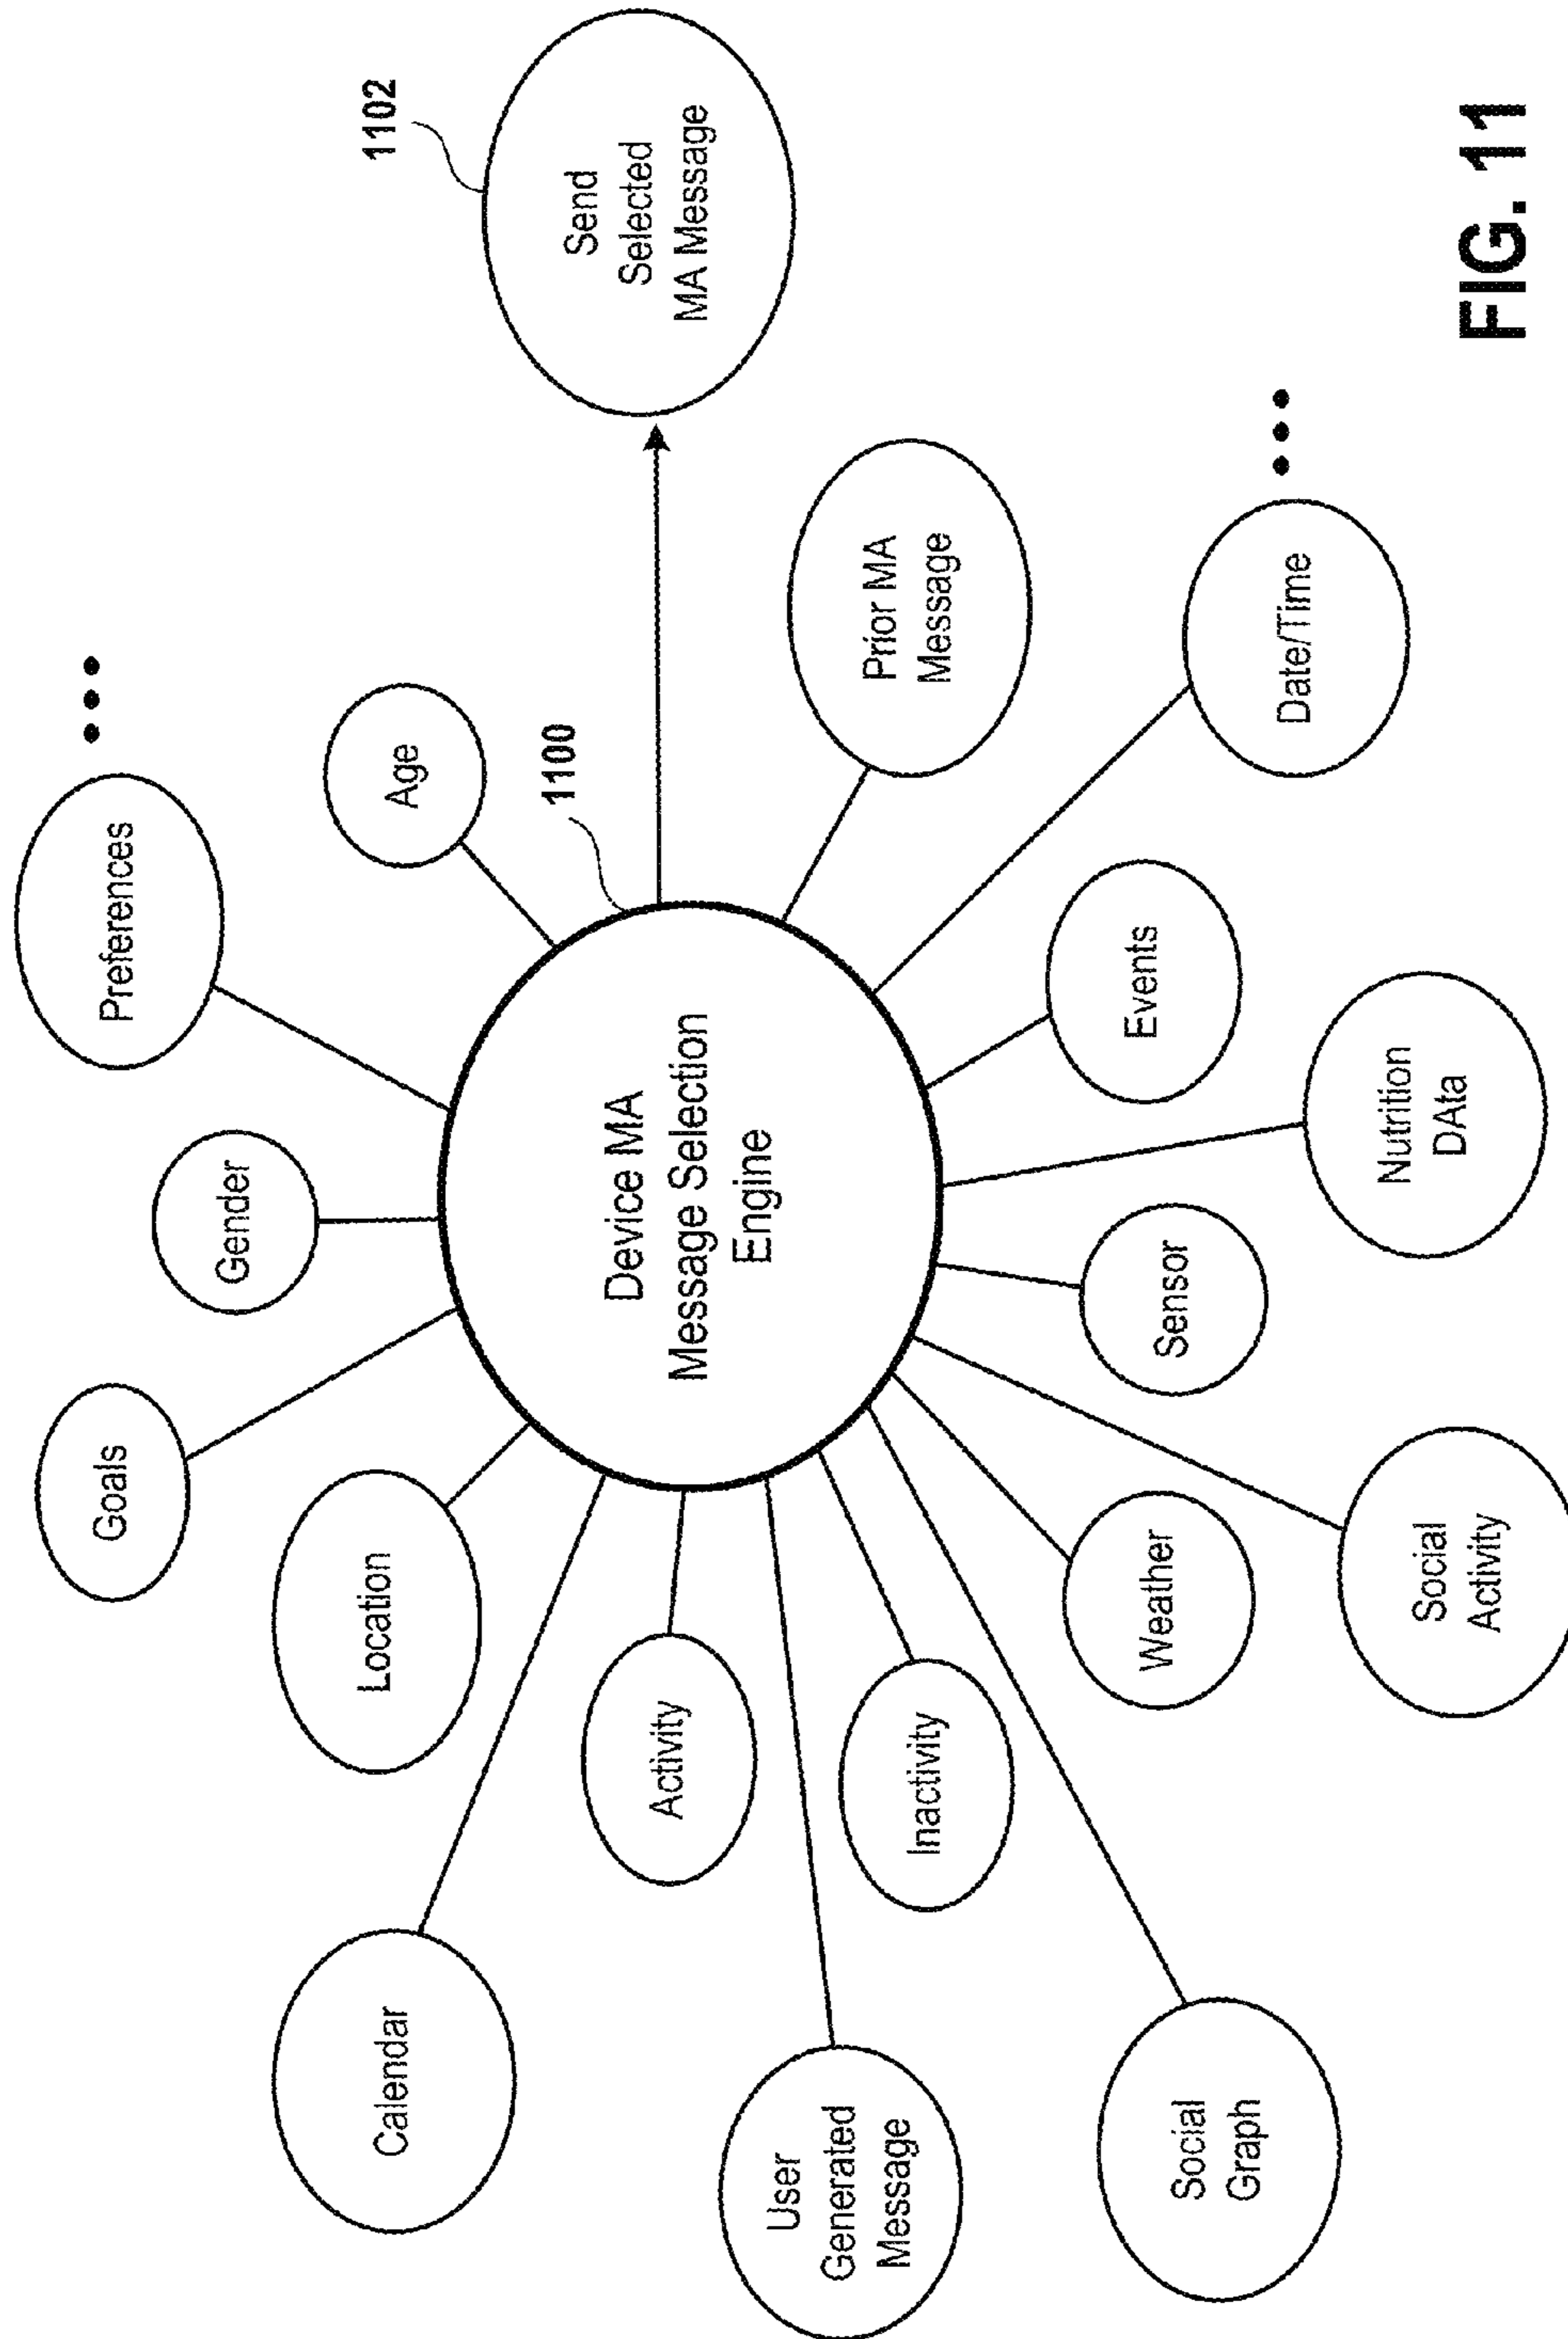 Preferences
Age
Gender
Goals
Location
Calendar
1100
1102
Device MA
Message Selection
Engine
Send
Selected
MA Message
Activity
User
Generated
Message
Inactivity
Social
Graph
Weather
Social
Activity
Sensor
Nutrition
DAta
Events
Date/Time
Prior MA
Message
FIG. 11